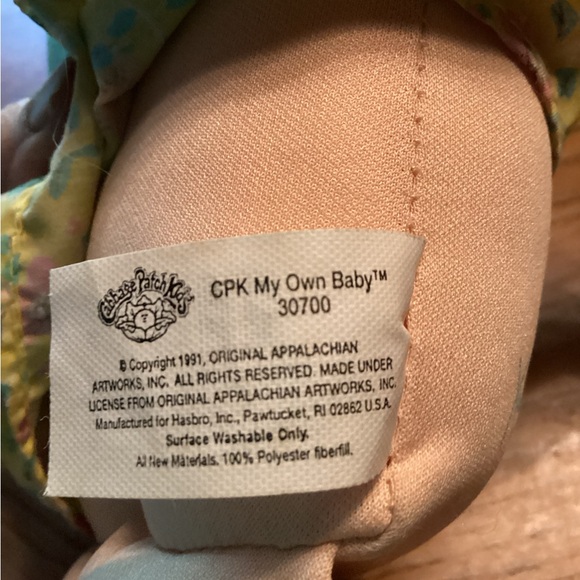 Cabbage Patch Kids
CPK My Own Baby™
30700
© Copyright 1991, ORIGINAL APPALACHIAN
ARTWORKS, INC. ALL RIGHTS RESERVED. MADE UNDER
LICENSE FROM ORIGINAL APPALACHIAN ARTWORKS, INC.
Manufactured for Hasbro, Inc., Pawtucket, RI 02862 U.S.A.
Surface Washable Only.
All New Materials. 100% Polyester fiberfill.